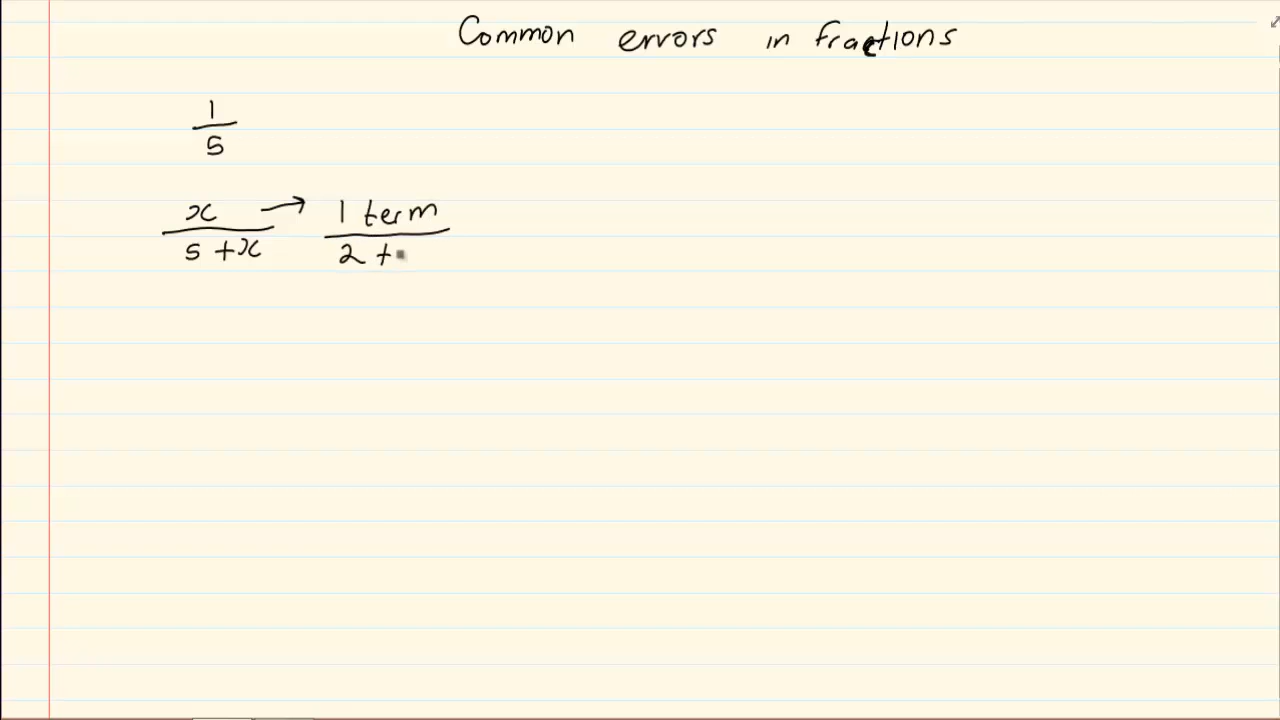 Common errors in fractions
1
5
x → 1 term
5 + x 2 t